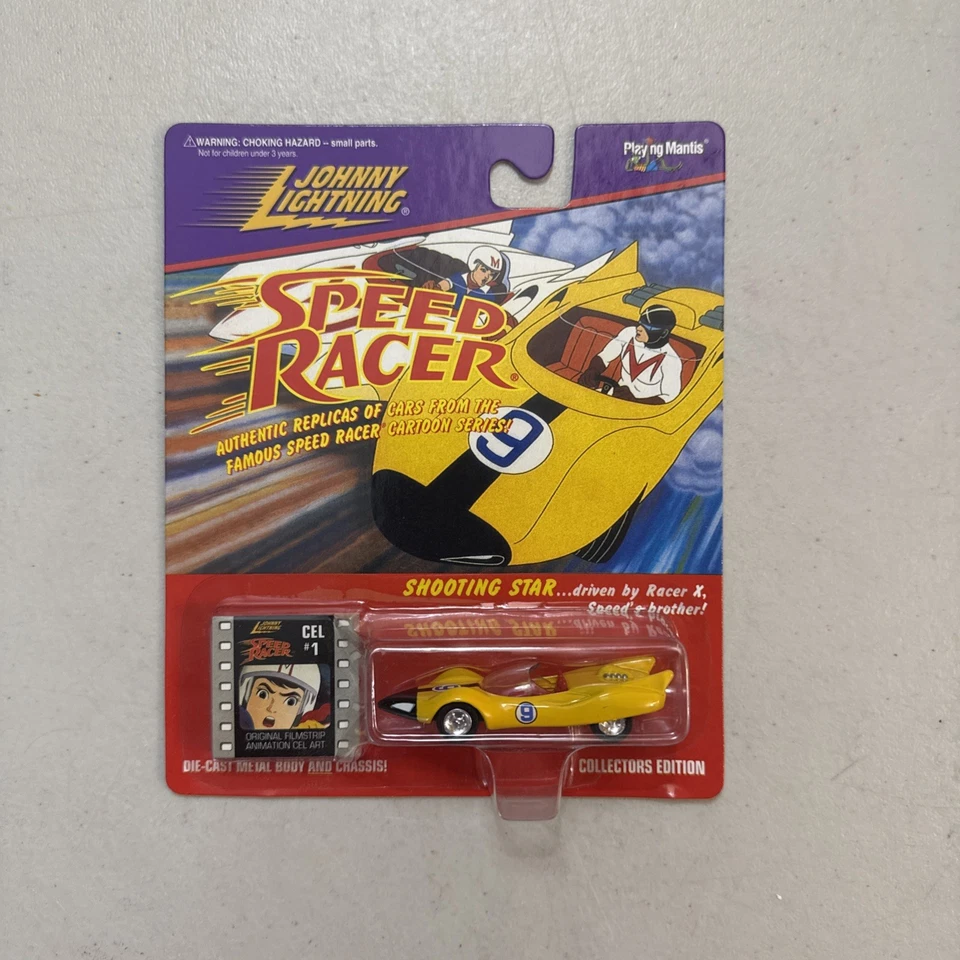 WARNING: CHOKING HAZARD -- small parts.
Not for children under 3 years.
Playing Mantis®
JOHNNY
LIGHTNING®
M
SPEED
RACER®
M
AUTHENTIC REPLICAS OF CARS FROM THE
FAMOUS SPEED RACER® CARTOON SERIES!
9
SHOOTING STAR...driven by Racer X,
Speed's brother!
JOHNNY
LIGHTNING
SPEED
RACER
CEL
#1
ORIGINAL FILMSTRIP
ANIMATION CEL ART
9
DIE-CAST METAL BODY AND CHASSIS!
COLLECTORS EDITION